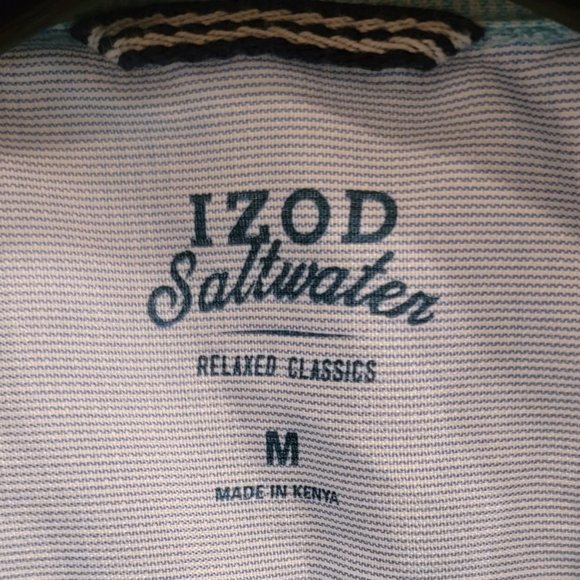 IZOD
Saltwater
RELAXED CLASSICS
M
MADE IN KENYA